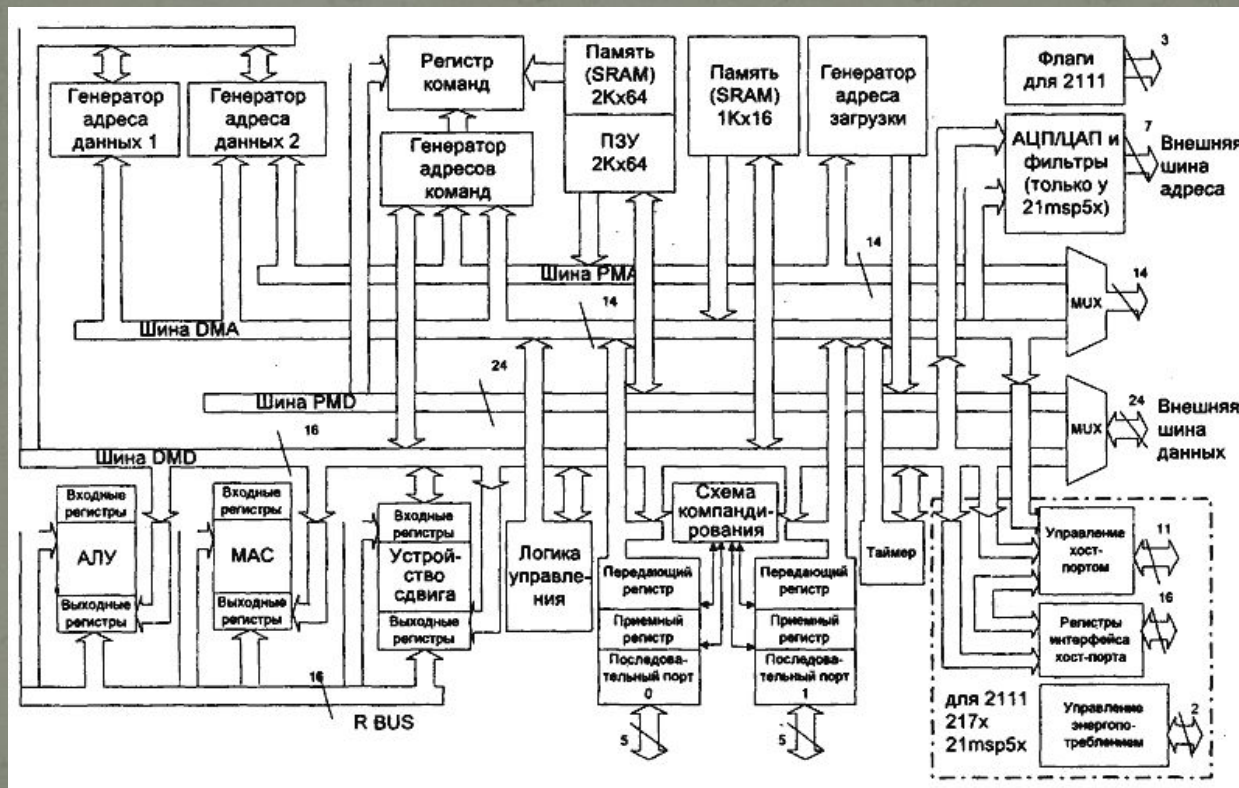 Генератор
адреса
данных 1
Генератор
адреса
данных 2
Регистр
команд
Генератор
адресов
команд
Память
(SRAM)
2Kx64
ПЗУ
2Kx64
Память
(SRAM)
1Kx16
Генератор
адреса
загрузки
Флаги
для 2111
3
АЦП/ЦАП и
фильтры
(только у
21msp5x)
7
Внешняя
шина
адреса
Шина PMA
14
MUX
14
Шина DMA
14
Шина PMD
24
MUX
24
Внешняя
шина
данных
Шина DMD
16
Входные
регистры
АЛУ
Выходные
регистры
Входные
регистры
MAC
Выходные
регистры
Входные
регистры
Устрой-
ство
сдвига
Выходные
регистры
Логика
управле-
ния
Схема
компанди-
рования
Передающий
регистр
Приемный
регистр
Последова-
тельный порт
0
5
Передающий
регистр
Приемный
регистр
Последова-
тельный порт
1
5
Таймер
Управление
хост-
портом
11
Регистры
интерфейса
хост-порта
16
для 2111
217x
21msp5x
Управление
энергопо-
треблением
2
16
R BUS